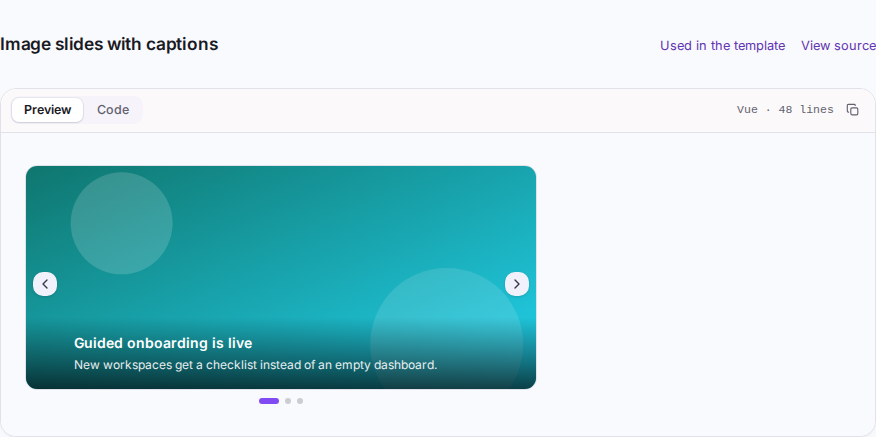 Image slides with captions
Used in the template View source
Preview Code
Vue · 48 lines
Guided onboarding is live
New workspaces get a checklist instead of an empty dashboard.